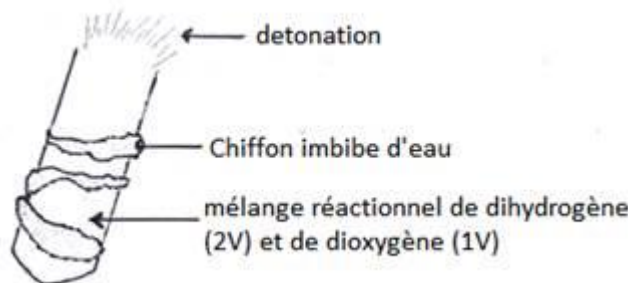 detonation
Chiffon imbibe d'eau
mélange réactionnel de dihydrogène
(2V) et de dioxygène (1V)